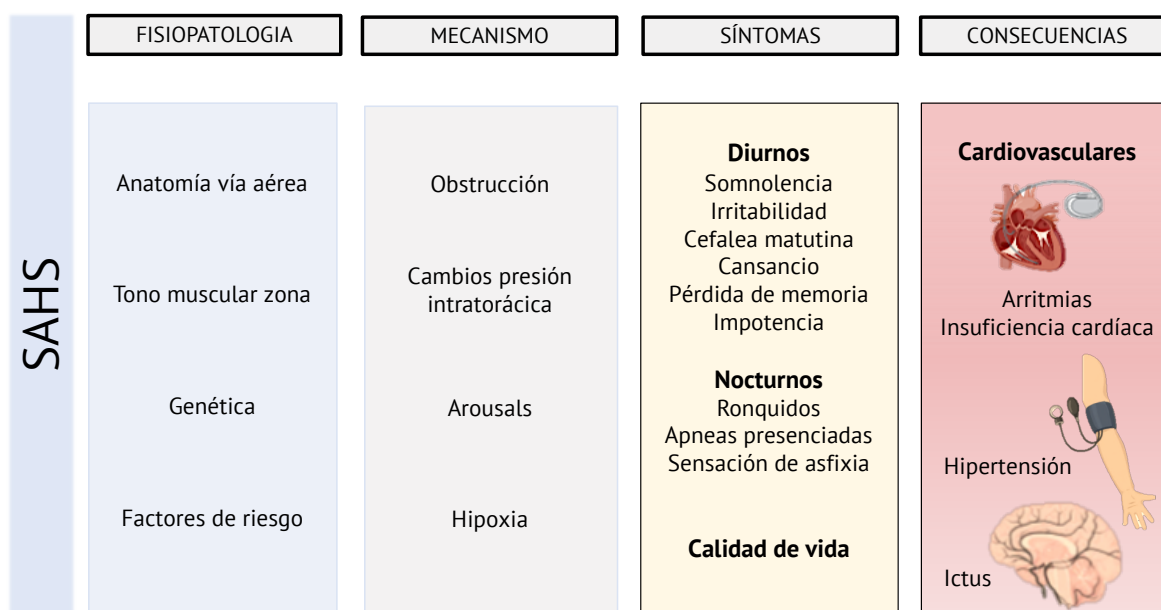 SAHS
FISIOPATOLOGIA
Anatomía vía aérea
Tono muscular zona
Genética
Factores de riesgo
MECANISMO
Obstrucción
Cambios presión
intratorácica
Arousals
Hipoxia
SÍNTOMAS
Diurnos
Somnolencia
Irritabilidad
Cefalea matutina
Cansancio
Pérdida de memoria
Impotencia
Nocturnos
Ronquidos
Apneas presenciadas
Sensación de asfixia
Calidad de vida
CONSECUENCIAS
Cardiovasculares
Arritmias
Insuficiencia cardíaca
Hipertensión
Ictus